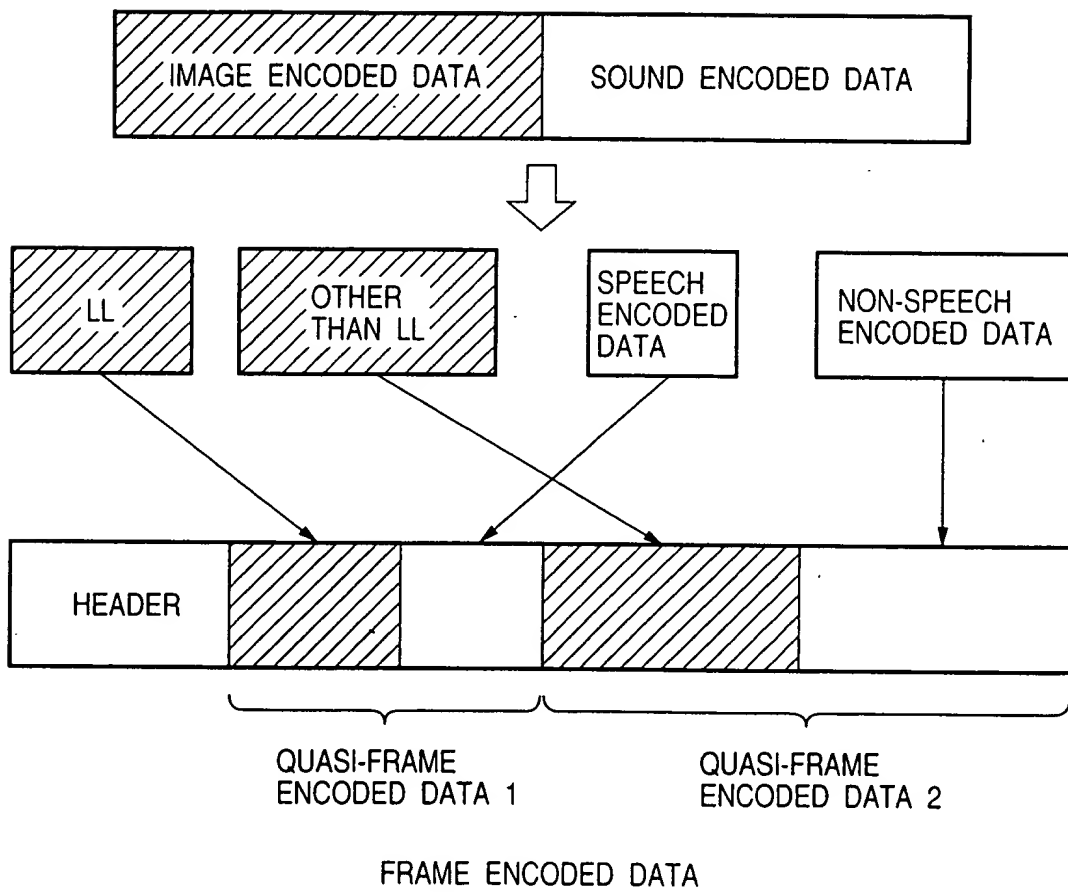 IMAGE ENCODED DATA
SOUND ENCODED DATA
LL
OTHER
THAN LL
SPEECH
ENCODED
DATA
NON-SPEECH
ENCODED DATA
HEADER
QUASI-FRAME
ENCODED DATA 1
QUASI-FRAME
ENCODED DATA 2
FRAME ENCODED DATA